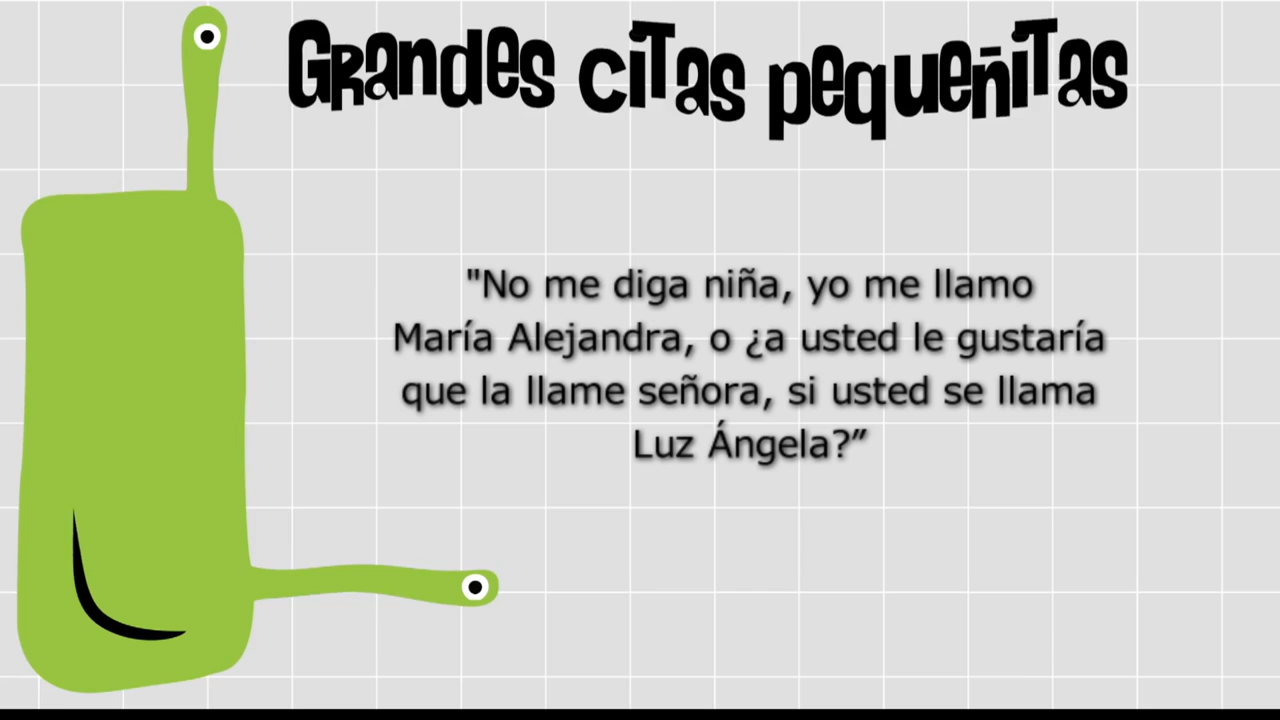 Grandes citas pequeñitas
"No me diga niña, yo me llamo
María Alejandra, o ¿a usted le gustaría
que la llame señora, si usted se llama
Luz Ángela?”